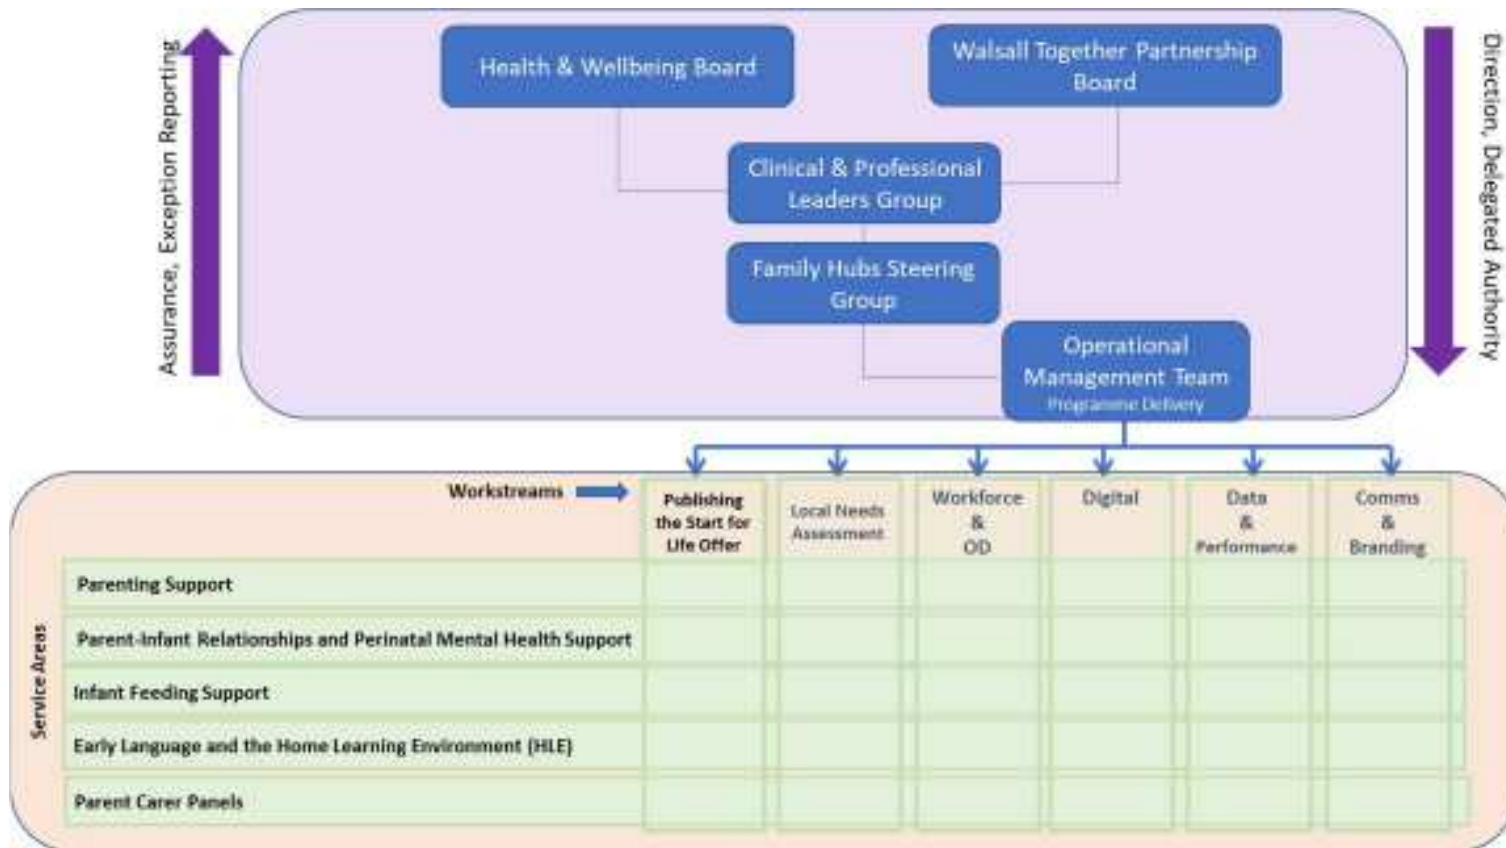 Health & Wellbeing Board
Walsall Together Partnership
Board
Assurance, Exception Reporting
Direction, Delegated Authority
Clinical & Professional
Leaders Group
Family Hubs Steering
Group
Operational
Management Team
Programme Delivery
Workstreams
Publishing
the Start for
Life Offer
Local Needs
Assessment
Workforce
&
OD
Digital
Data
&
Performance
Comms
&
Branding
Service Areas
Parenting Support
Parent-Infant Relationships and Perinatal Mental Health Support
Infant Feeding Support
Early Language and the Home Learning Environment (HLE)
Parent Carer Panels